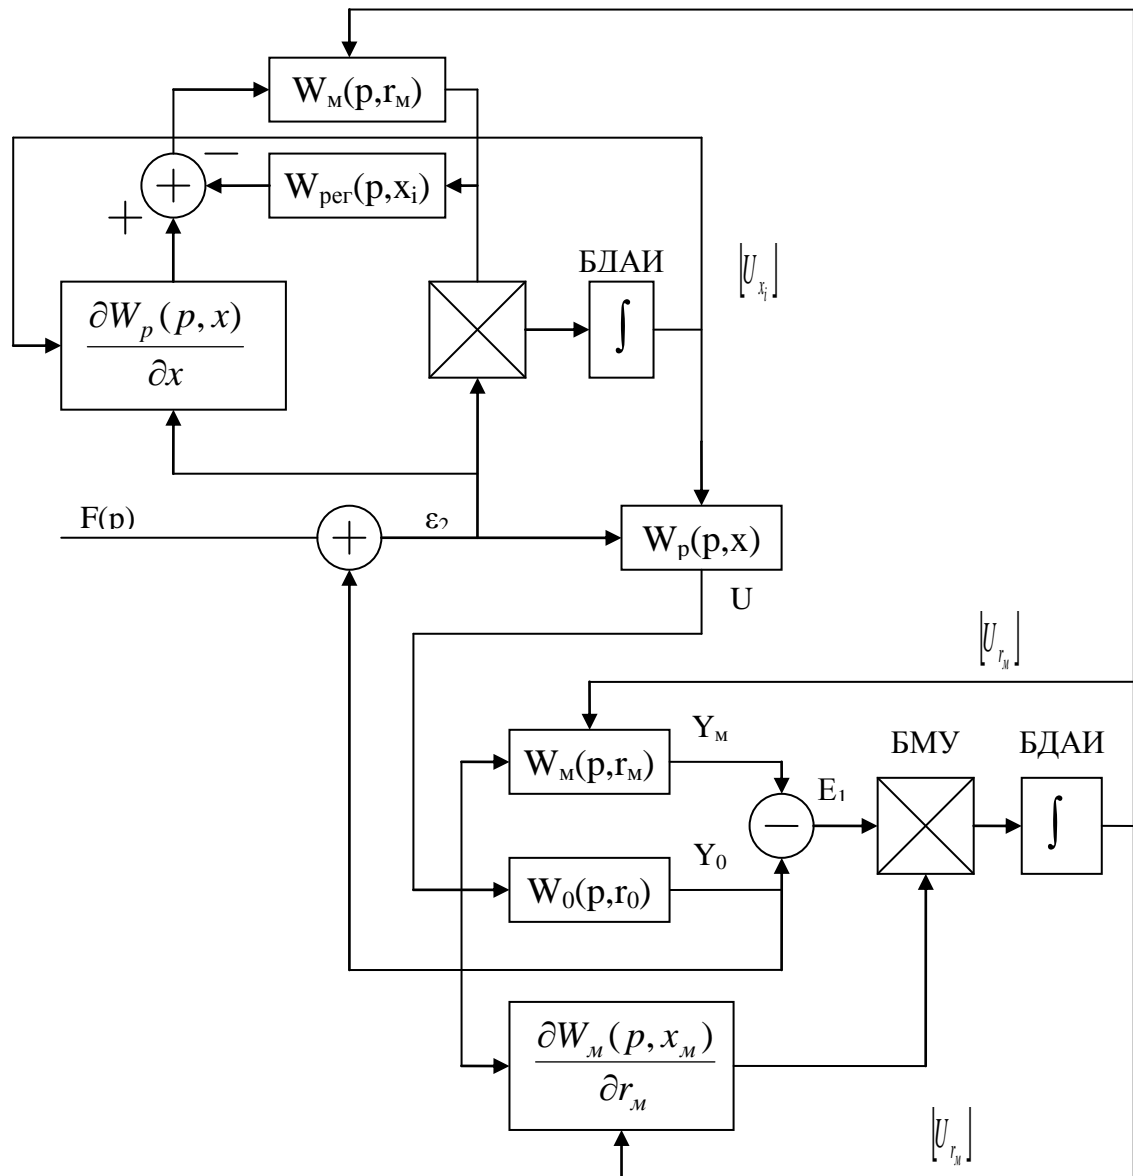 Wм(p,rм)
−
+
Wрег(p,xi)
+
БДАИ
[Uxi]
∂Wp(p, x)
∂x
∫
F(p)
+
ε2
Wp(p,x)
U
[Urм]
Yм
БМУ
БДАИ
Wм(p,rм)
E1
−
∫
Y0
W0(p,r0)
∂Wм(p, xм)
∂rм
[Urм]